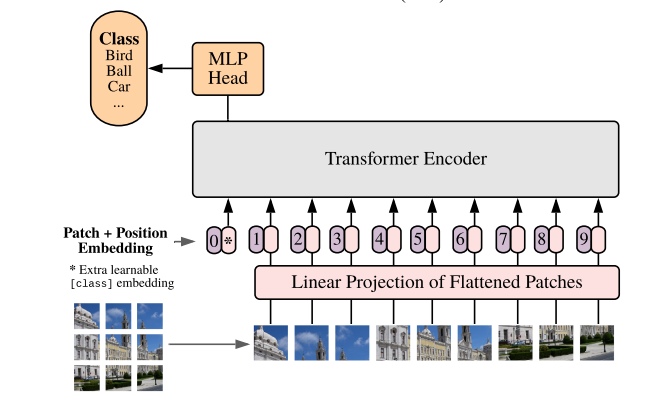 Class
Bird
Ball
Car
...
MLP
Head
Transformer Encoder
Patch + Position
Embedding
0 * 1 2 3 4 5 6 7 8 9
* Extra learnable
[class] embedding
Linear Projection of Flattened Patches